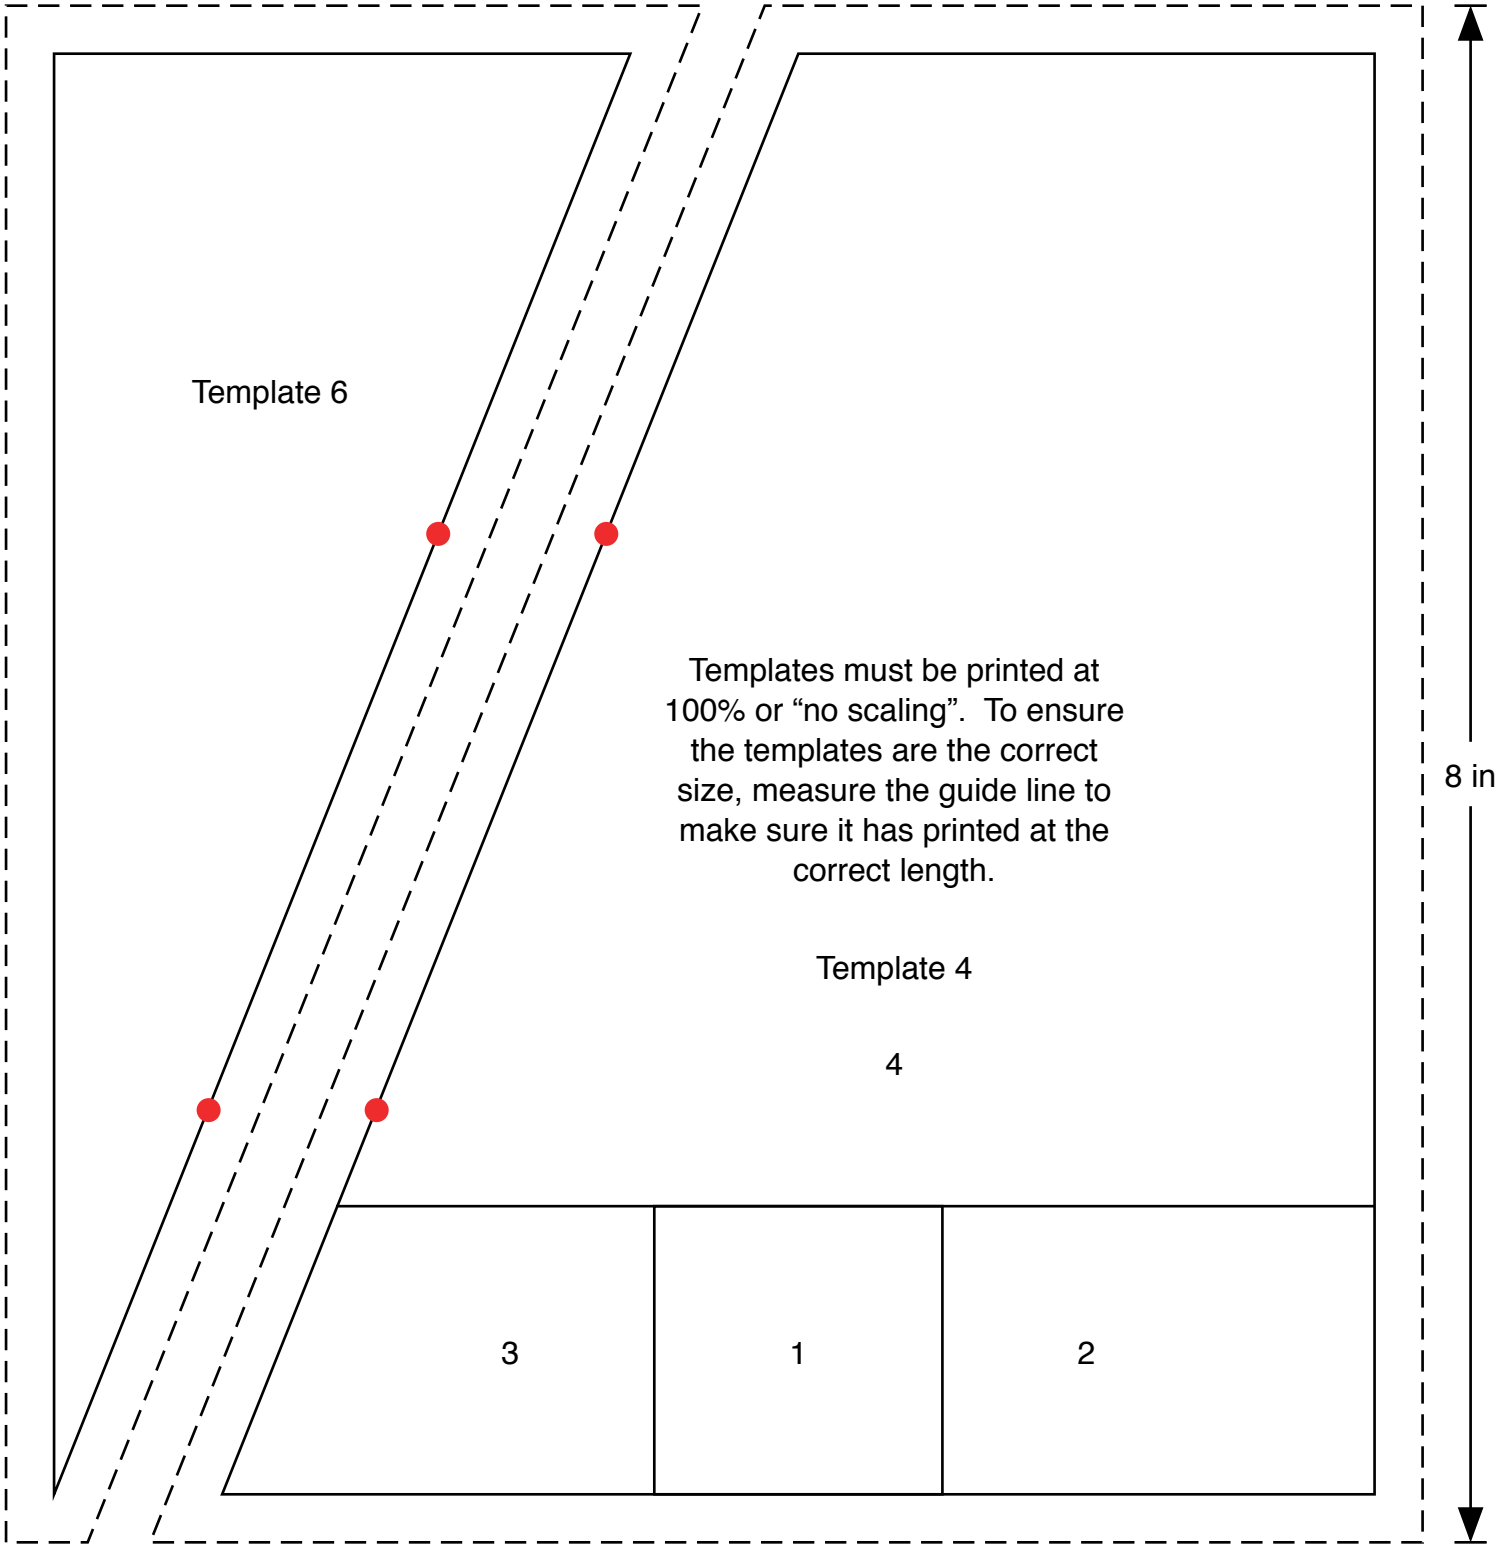 Template 6
Templates must be printed at
100% or “no scaling”.  To ensure
the templates are the correct
size, measure the guide line to
make sure it has printed at the
correct length.
8 in
Template 4
4
3
1
2